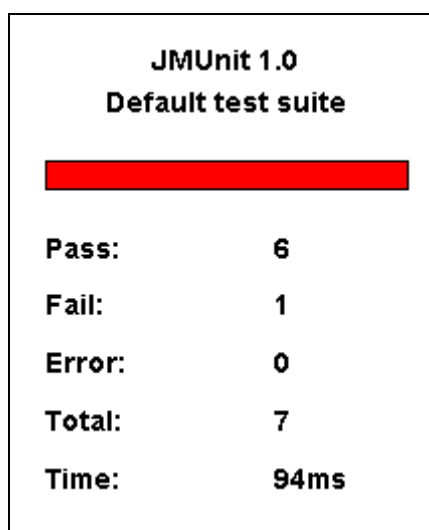 JMUnit 1.0
Default test suite
Pass: 6
Fail: 1
Error: 0
Total: 7
Time: 94ms